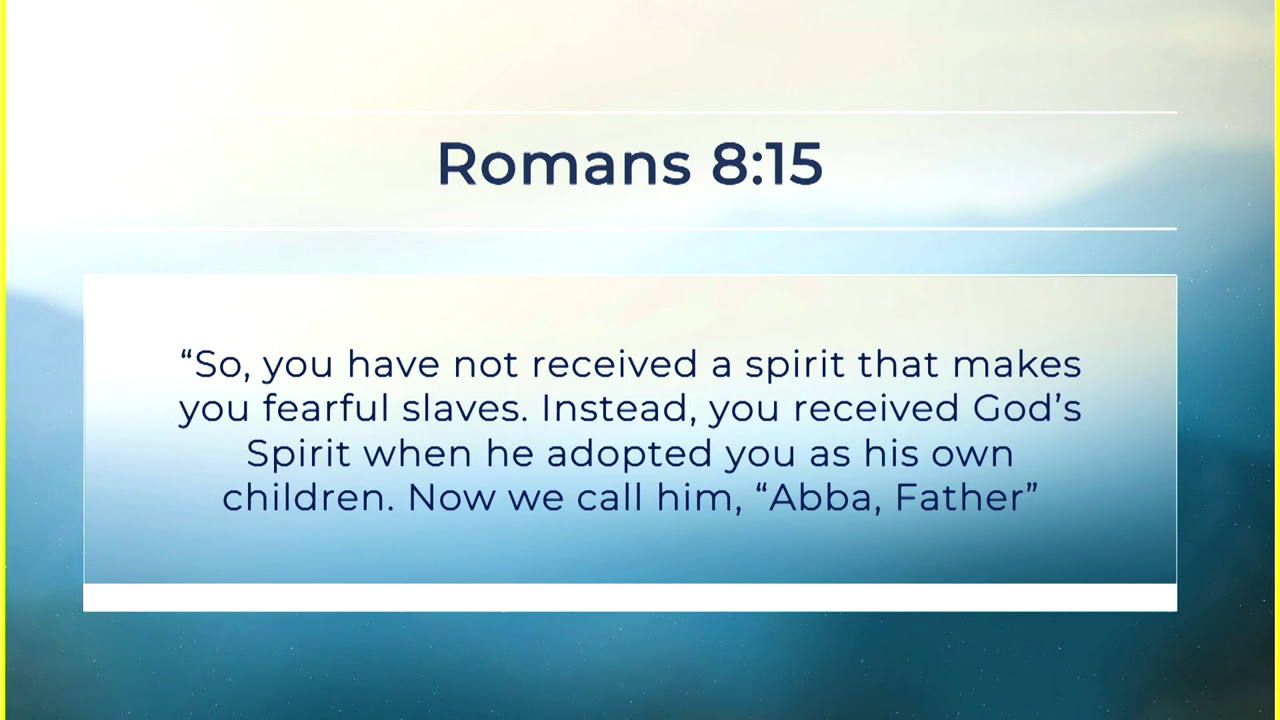 Romans 8:15
“So, you have not received a spirit that makes
you fearful slaves. Instead, you received God’s
Spirit when he adopted you as his own
children. Now we call him, “Abba, Father”